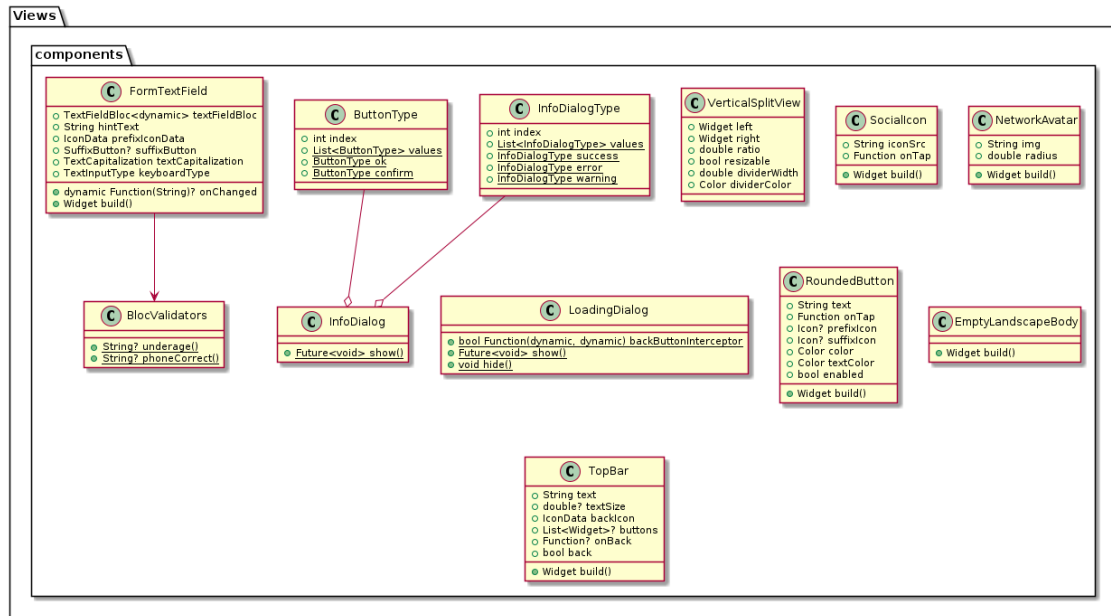 Views
components
C FormTextField
TextFieldBloc<dynamic> textFieldBloc
String hintText
IconData prefixIconData
SuffixButton? suffixButton
TextCapitalization textCapitalization
TextInputType keyboardType
dynamic Function(String)? onChanged
Widget build()
C ButtonType
int index
List<ButtonType> values
ButtonType ok
ButtonType confirm
C InfoDialogType
int index
List<InfoDialogType> values
InfoDialogType success
InfoDialogType error
InfoDialogType warning
C VerticalSplitView
Widget left
Widget right
double ratio
bool resizable
double dividerWidth
Color dividerColor
C SocialIcon
String iconSrc
Function onTap
Widget build()
C NetworkAvatar
String img
double radius
Widget build()
C BlocValidators
String? underage()
String? phoneCorrect()
C InfoDialog
Future<void> show()
C LoadingDialog
bool Function(dynamic, dynamic) backButtonInterceptor
Future<void> show()
void hide()
C RoundedButton
String text
Function onTap
Icon? prefixIcon
Icon? suffixIcon
Color color
Color textColor
bool enabled
Widget build()
C EmptyLandscapeBody
Widget build()
C TopBar
String text
double? textSize
IconData backIcon
List<Widget>? buttons
Function? onBack
bool back
Widget build()